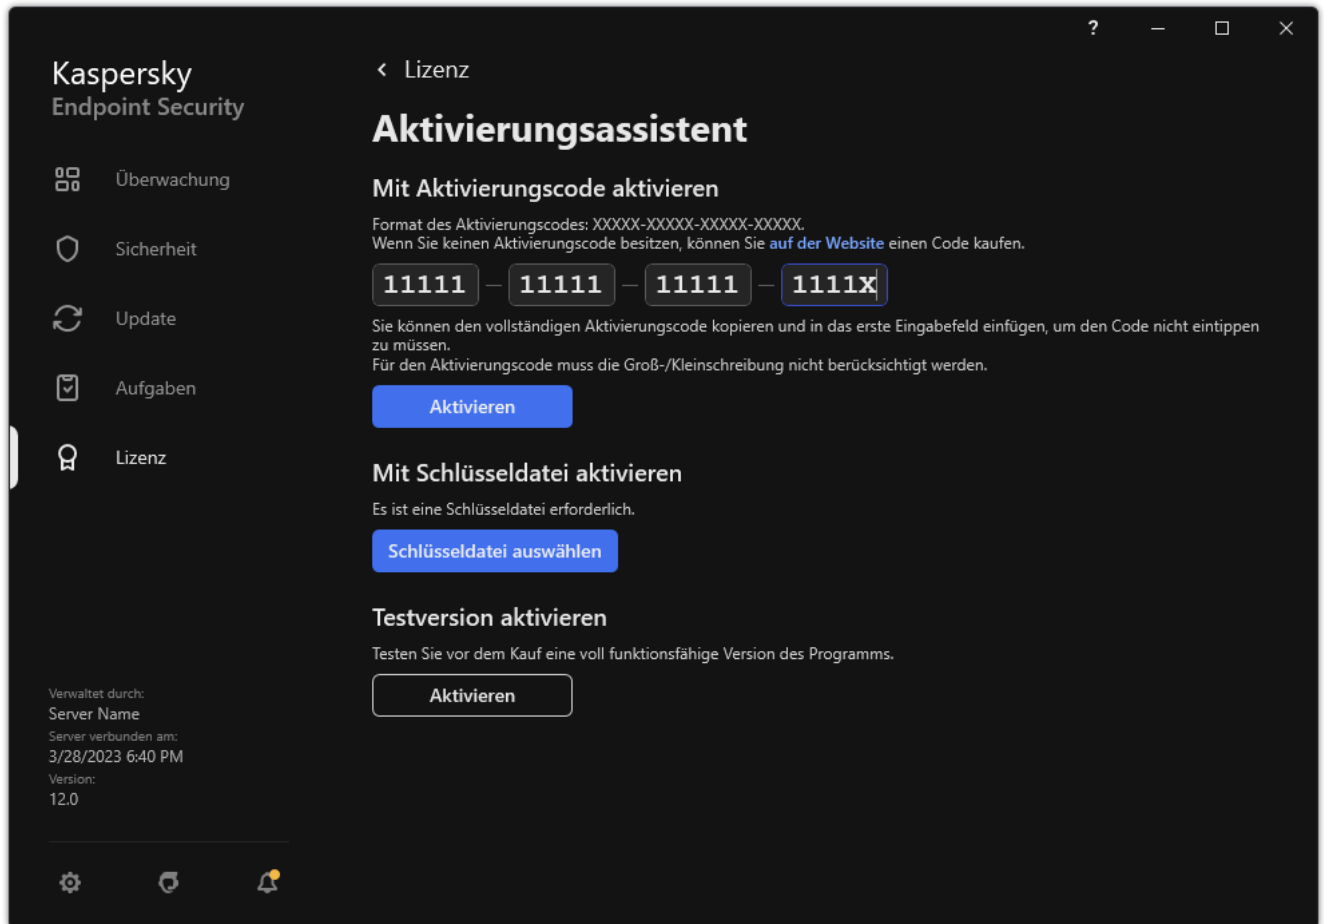 ?
Kaspersky
Endpoint Security
Überwachung
Sicherheit
Update
Aufgaben
Lizenz
Verwaltet durch:
Server Name
Server verbunden am:
3/28/2023 6:40 PM
Version:
12.0
Lizenz
Aktivierungsassistent
Mit Aktivierungscode aktivieren
Format des Aktivierungscodes: XXXXX-XXXXX-XXXXX-XXXXX.
Wenn Sie keinen Aktivierungscode besitzen, können Sie auf der Website einen Code kaufen.
11111 – 11111 – 11111 – 1111X
Sie können den vollständigen Aktivierungscode kopieren und in das erste Eingabefeld einfügen, um den Code nicht eintippen
zu müssen.
Für den Aktivierungscode muss die Groß-/Kleinschreibung nicht berücksichtigt werden.
Aktivieren
Mit Schlüsseldatei aktivieren
Es ist eine Schlüsseldatei erforderlich.
Schlüsseldatei auswählen
Testversion aktivieren
Testen Sie vor dem Kauf eine voll funktionsfähige Version des Programms.
Aktivieren